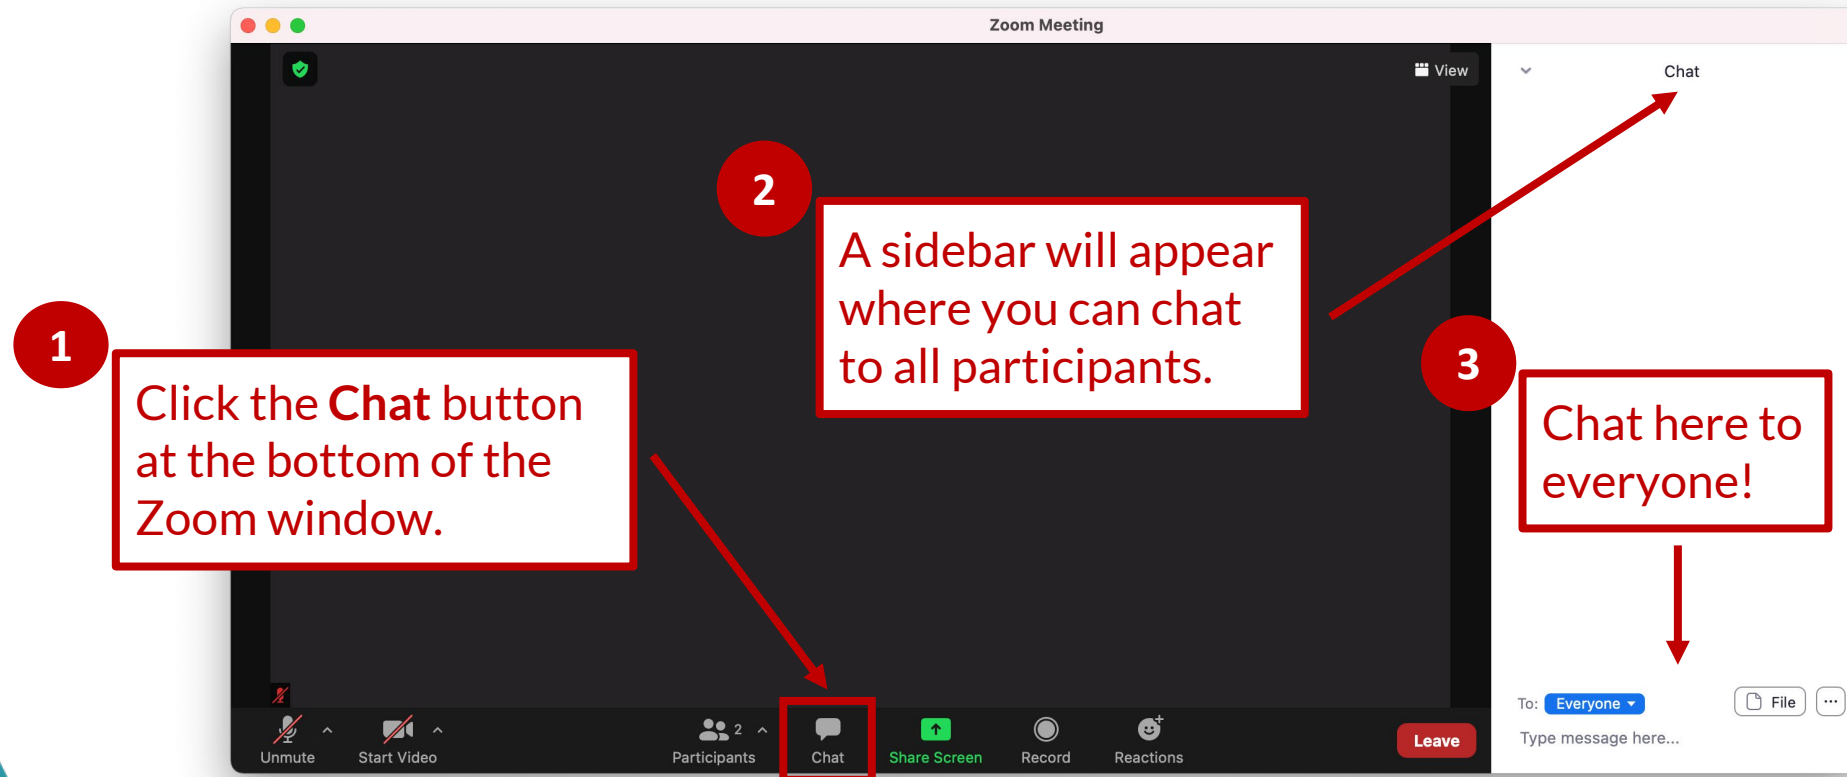 Zoom Meeting
View
Chat
1
Click the Chat button
at the bottom of the
Zoom window.
2
A sidebar will appear
where you can chat
to all participants.
3
Chat here to
everyone!
To: Everyone
File
...
Type message here...
Unmute
Start Video
2
Participants
Chat
Share Screen
Record
Reactions
Leave